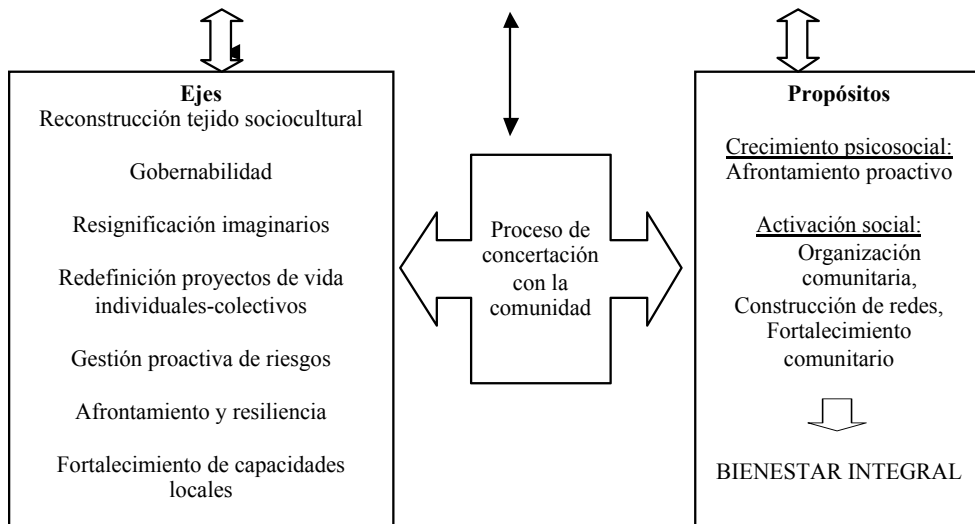 Ejes
Reconstrucción tejido sociocultural
Gobernabilidad
Resignificación imaginarios
Redefinición proyectos de vida
individuales-colectivos
Gestión proactiva de riesgos
Afrontamiento y resiliencia
Fortalecimiento de capacidades
locales
Proceso de
concertación
con la
comunidad
Propósitos
Crecimiento psicosocial:
Afrontamiento proactivo
Activación social:
Organización
comunitaria,
Construcción de redes,
Fortalecimiento
comunitario
BIENESTAR INTEGRAL